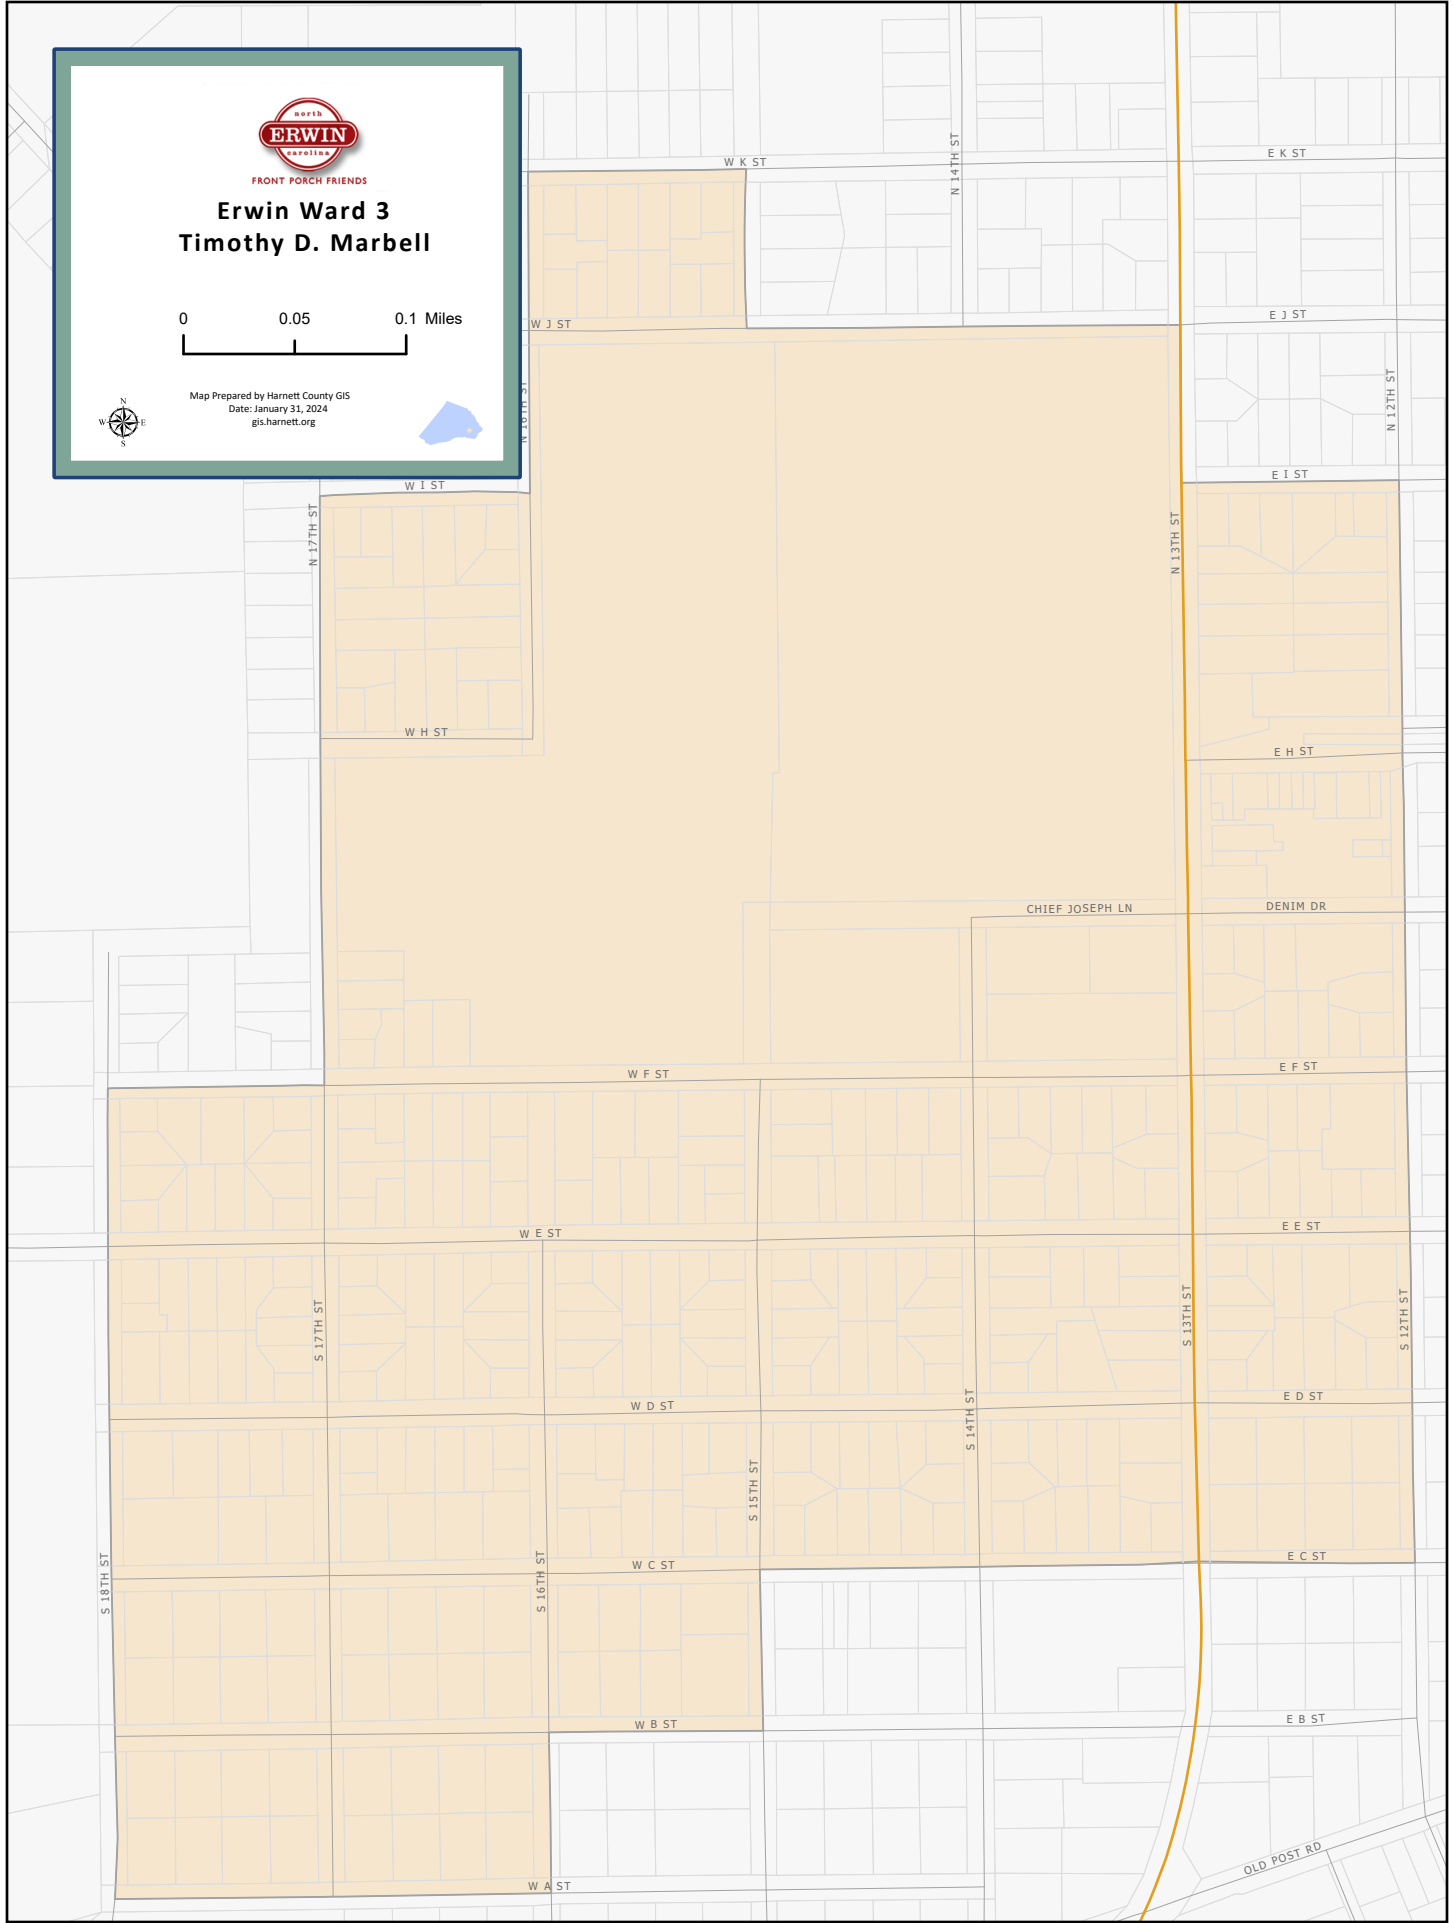 north
ERWIN
carolina
FRONT PORCH FRIENDS
Erwin Ward 3
Timothy D. Marbell
0 0.05 0.1 Miles
Map Prepared by Harnett County GIS
Date: January 31, 2024
gis.harnett.org
N
W E
S
W K ST
N 14TH ST
E K ST
W J ST
E J ST
N 16TH ST
N 12TH ST
W I ST
E I ST
N 17TH ST
N 13TH ST
W H ST
E H ST
CHIEF JOSEPH LN
DENIM DR
W F ST
E F ST
W E ST
E E ST
S 17TH ST
S 13TH ST
S 12TH ST
W D ST
E D ST
S 14TH ST
S 15TH ST
W C ST
E C ST
S 18TH ST
S 16TH ST
W B ST
E B ST
OLD POST RD
W A ST